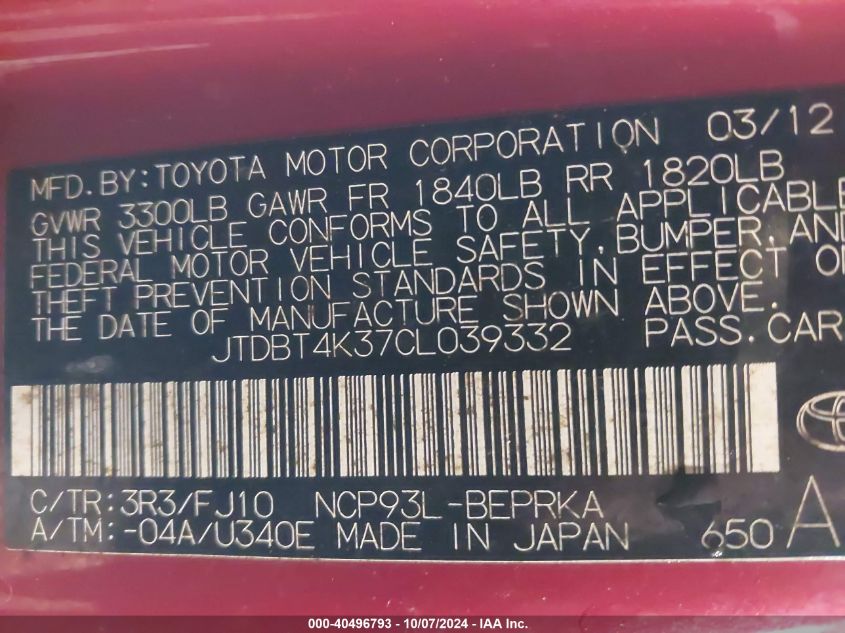 MFD. BY: TOYOTA MOTOR CORPORATION 03/12
GVWR 3300LB GAWR FR 1840LB RR 1820LB
THIS VEHICLE CONFORMS TO ALL APPLICABLE
FEDERAL MOTOR VEHICLE SAFETY, BUMPER, AND
THEFT PREVENTION STANDARDS IN EFFECT ON
THE DATE OF MANUFACTURE SHOWN ABOVE.
JTDBT4K37CL039332 PASS. CAR
C/TR: 3R3/FJ10 NCP93L-BEPRKA
A/TM: -04A/U340E MADE IN JAPAN 650 A
000-40496793 - 10/07/2024 - IAA Inc.